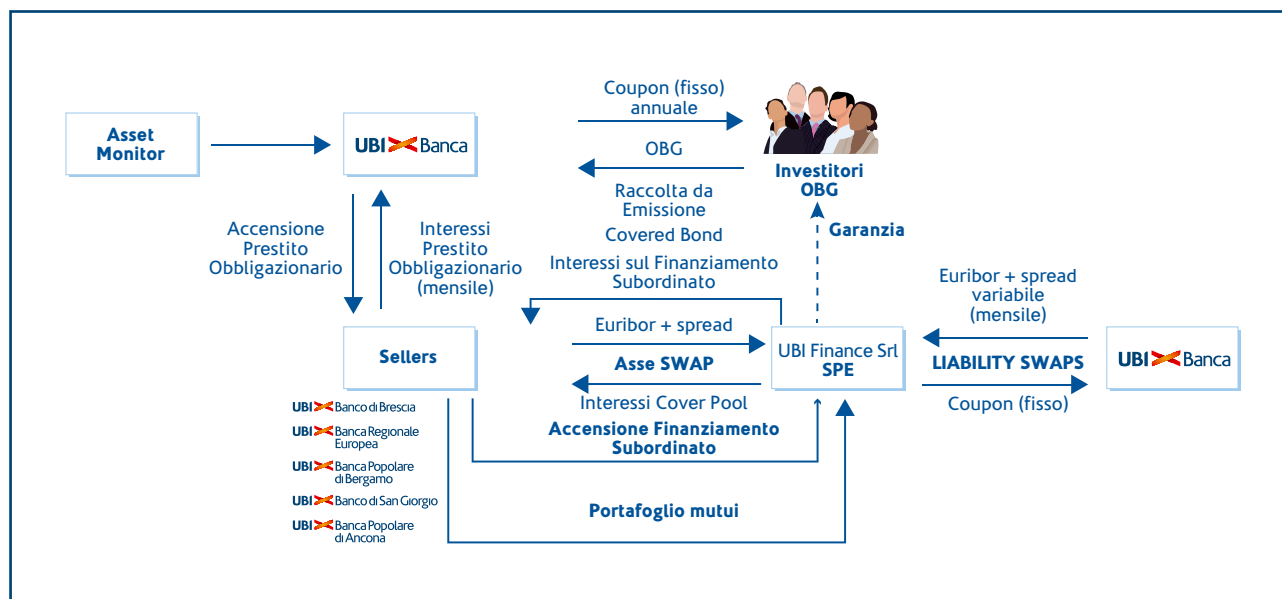 Asset
Monitor
UBI Banca
Coupon (fisso)
annuale
OBG
Raccolta da
Emissione
Covered Bond
Investitori
OBG
Garanzia
Accensione
Prestito
Obbligazionario
Interessi
Prestito
Obbligazionario
(mensile)
Interessi sul Finanziamento
Subordinato
Euribor + spread
variabile
(mensile)
Sellers
Euribor + spread
Asse SWAP
Interessi Cover Pool
UBI Finance Srl
SPE
LIABILITY SWAPS
Coupon (fisso)
UBI Banca
Accensione Finanziamento
Subordinato
UBI Banco di Brescia
UBI Banca Regionale
Europea
UBI Banca Popolare
di Bergamo
UBI Banco di San Giorgio
UBI Banca Popolare
di Ancona
Portafoglio mutui